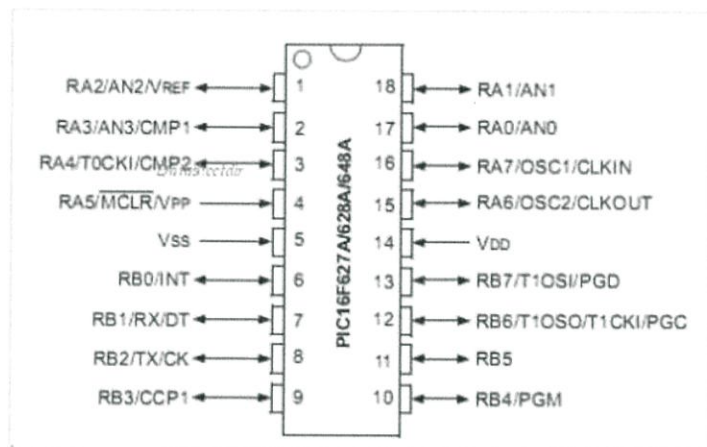 RA2/AN2/VREF 1 18 RA1/AN1
RA3/AN3/CMP1 2 17 RA0/AN0
RA4/T0CKI/CMP2 3 16 RA7/OSC1/CLKIN
RA5/MCLR/VPP 4 15 RA6/OSC2/CLKOUT
VSS 5 14 VDD
RB0/INT 6 13 RB7/T1OSI/PGD
RB1/RX/DT 7 12 RB6/T1OSO/T1CKI/PGC
RB2/TX/CK 8 11 RB5
RB3/CCP1 9 10 RB4/PGM
PIC16F627A/628A/648A